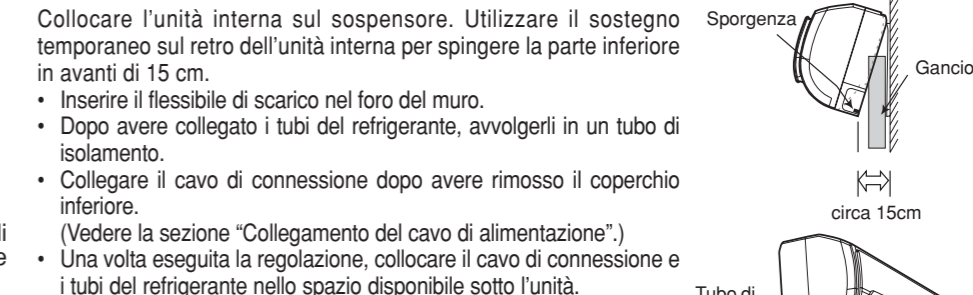 Collocare l'unità interna sul sospensore. Utilizzare il sostegno
temporaneo sul retro dell'unità interna per spingere la parte inferiore
in avanti di 15 cm.
• Inserire il flessibile di scarico nel foro del muro.
• Dopo avere collegato i tubi del refrigerante, avvolgerli in un tubo di
isolamento.
• Collegare il cavo di connessione dopo avere rimosso il coperchio
inferiore.
(Vedere la sezione “Collegamento del cavo di alimentazione”.)
• Una volta eseguita la regolazione, collocare il cavo di connessione e
i tubi del refrigerante nello spazio disponibile sotto l'unità.
li
e
Sporgenza
Gancio
circa 15cm
Tubo di